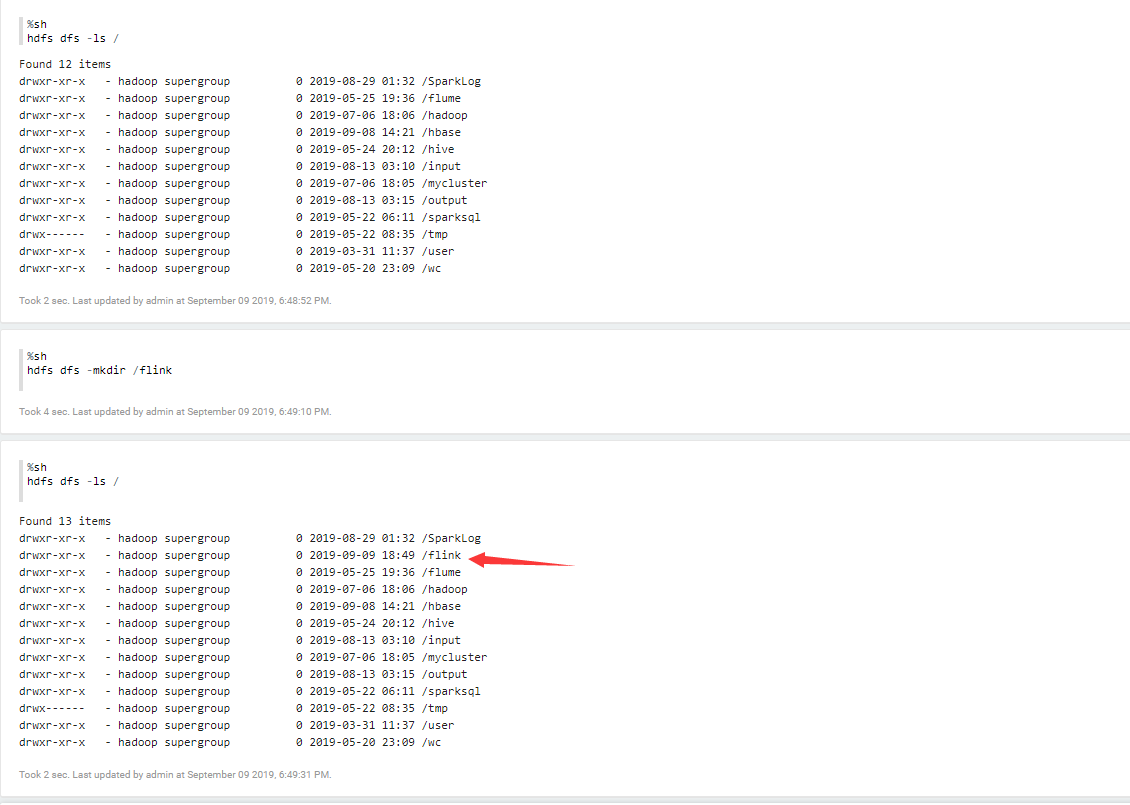 %sh
hdfs dfs -ls /
Found 12 items
drwxr-xr-x   - hadoop supergroup          0 2019-08-29 01:32 /SparkLog
drwxr-xr-x   - hadoop supergroup          0 2019-05-25 19:36 /flume
drwxr-xr-x   - hadoop supergroup          0 2019-07-06 18:06 /hadoop
drwxr-xr-x   - hadoop supergroup          0 2019-09-08 14:21 /hbase
drwxr-xr-x   - hadoop supergroup          0 2019-05-24 20:12 /hive
drwxr-xr-x   - hadoop supergroup          0 2019-08-13 03:10 /input
drwxr-xr-x   - hadoop supergroup          0 2019-07-06 18:05 /mycluster
drwxr-xr-x   - hadoop supergroup          0 2019-08-13 03:15 /output
drwxr-xr-x   - hadoop supergroup          0 2019-05-22 06:11 /sparksql
drwx------   - hadoop supergroup          0 2019-05-22 08:35 /tmp
drwxr-xr-x   - hadoop supergroup          0 2019-03-31 11:37 /user
drwxr-xr-x   - hadoop supergroup          0 2019-05-20 23:09 /wc
Took 2 sec. Last updated by admin at September 09 2019, 6:48:52 PM.
%sh
hdfs dfs -mkdir /flink
Took 4 sec. Last updated by admin at September 09 2019, 6:49:10 PM.
%sh
hdfs dfs -ls /
Found 13 items
drwxr-xr-x   - hadoop supergroup          0 2019-08-29 01:32 /SparkLog
drwxr-xr-x   - hadoop supergroup          0 2019-09-09 18:49 /flink
drwxr-xr-x   - hadoop supergroup          0 2019-05-25 19:36 /flume
drwxr-xr-x   - hadoop supergroup          0 2019-07-06 18:06 /hadoop
drwxr-xr-x   - hadoop supergroup          0 2019-09-08 14:21 /hbase
drwxr-xr-x   - hadoop supergroup          0 2019-05-24 20:12 /hive
drwxr-xr-x   - hadoop supergroup          0 2019-08-13 03:10 /input
drwxr-xr-x   - hadoop supergroup          0 2019-07-06 18:05 /mycluster
drwxr-xr-x   - hadoop supergroup          0 2019-08-13 03:15 /output
drwxr-xr-x   - hadoop supergroup          0 2019-05-22 06:11 /sparksql
drwx------   - hadoop supergroup          0 2019-05-22 08:35 /tmp
drwxr-xr-x   - hadoop supergroup          0 2019-03-31 11:37 /user
drwxr-xr-x   - hadoop supergroup          0 2019-05-20 23:09 /wc
Took 2 sec. Last updated by admin at September 09 2019, 6:49:31 PM.